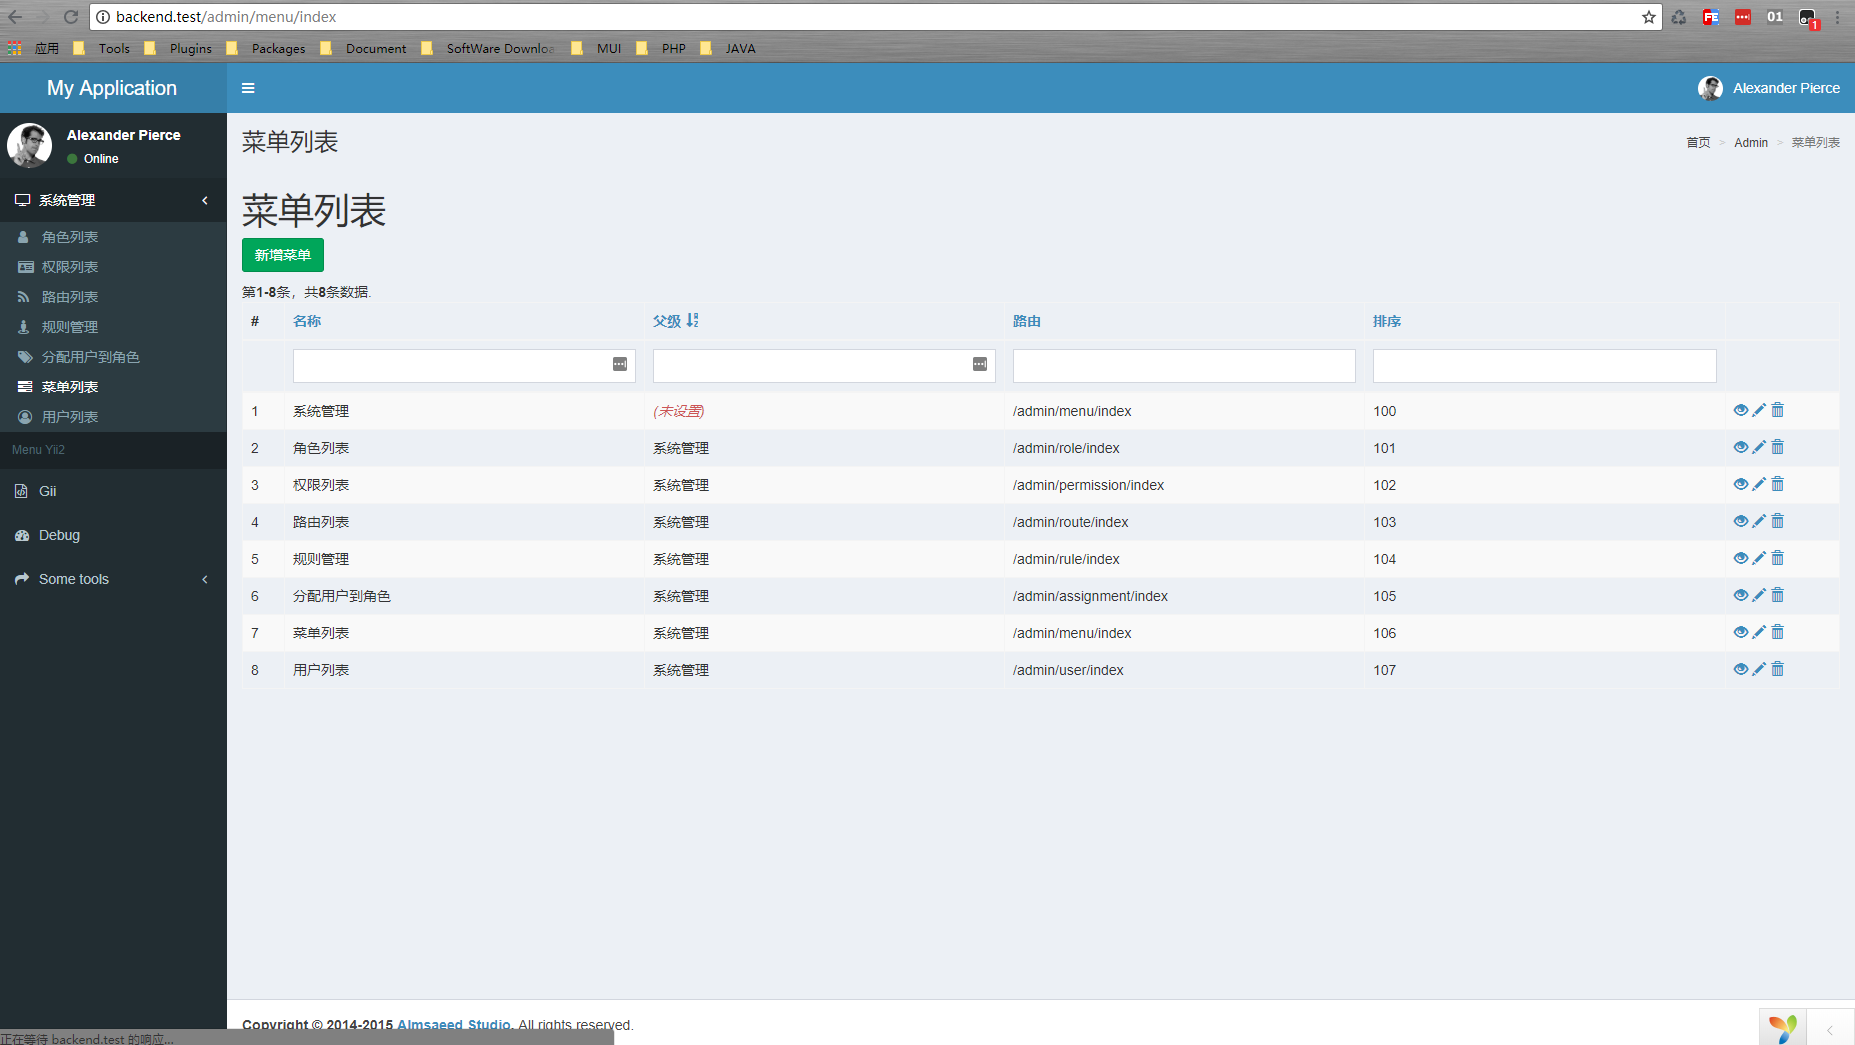 backend.test/admin/menu/index
FE
01
1
应用 Tools Plugins Packages Document SoftWare Downloa MUI PHP JAVA
My Application
Alexander Pierce
Alexander Pierce
Online
系统管理
角色列表
权限列表
路由列表
规则管理
分配用户到角色
菜单列表
用户列表
Menu Yii2
Gii
Debug
Some tools
菜单列表
首页 > Admin > 菜单列表
菜单列表
新增菜单
第1-8条，共8条数据.
# 名称 父级 路由 排序
1 系统管理 (未设置) /admin/menu/index 100
2 角色列表 系统管理 /admin/role/index 101
3 权限列表 系统管理 /admin/permission/index 102
4 路由列表 系统管理 /admin/route/index 103
5 规则管理 系统管理 /admin/rule/index 104
6 分配用户到角色 系统管理 /admin/assignment/index 105
7 菜单列表 系统管理 /admin/menu/index 106
8 用户列表 系统管理 /admin/user/index 107
Copyright © 2014-2015 Almsaeed Studio. All rights reserved.
正在等待 backend.test 的响应...